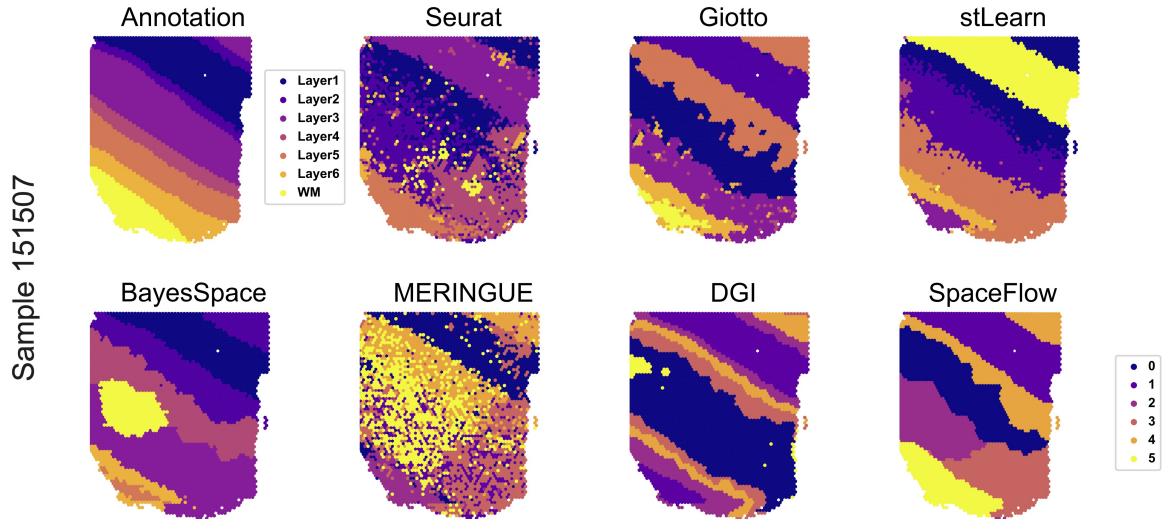 Annotation
Seurat
Giotto
stLearn
Layer1
Layer2
Layer3
Layer4
Layer5
Layer6
WM
Sample 151507
BayesSpace
MERINGUE
DGI
SpaceFlow
0
1
2
3
4
5